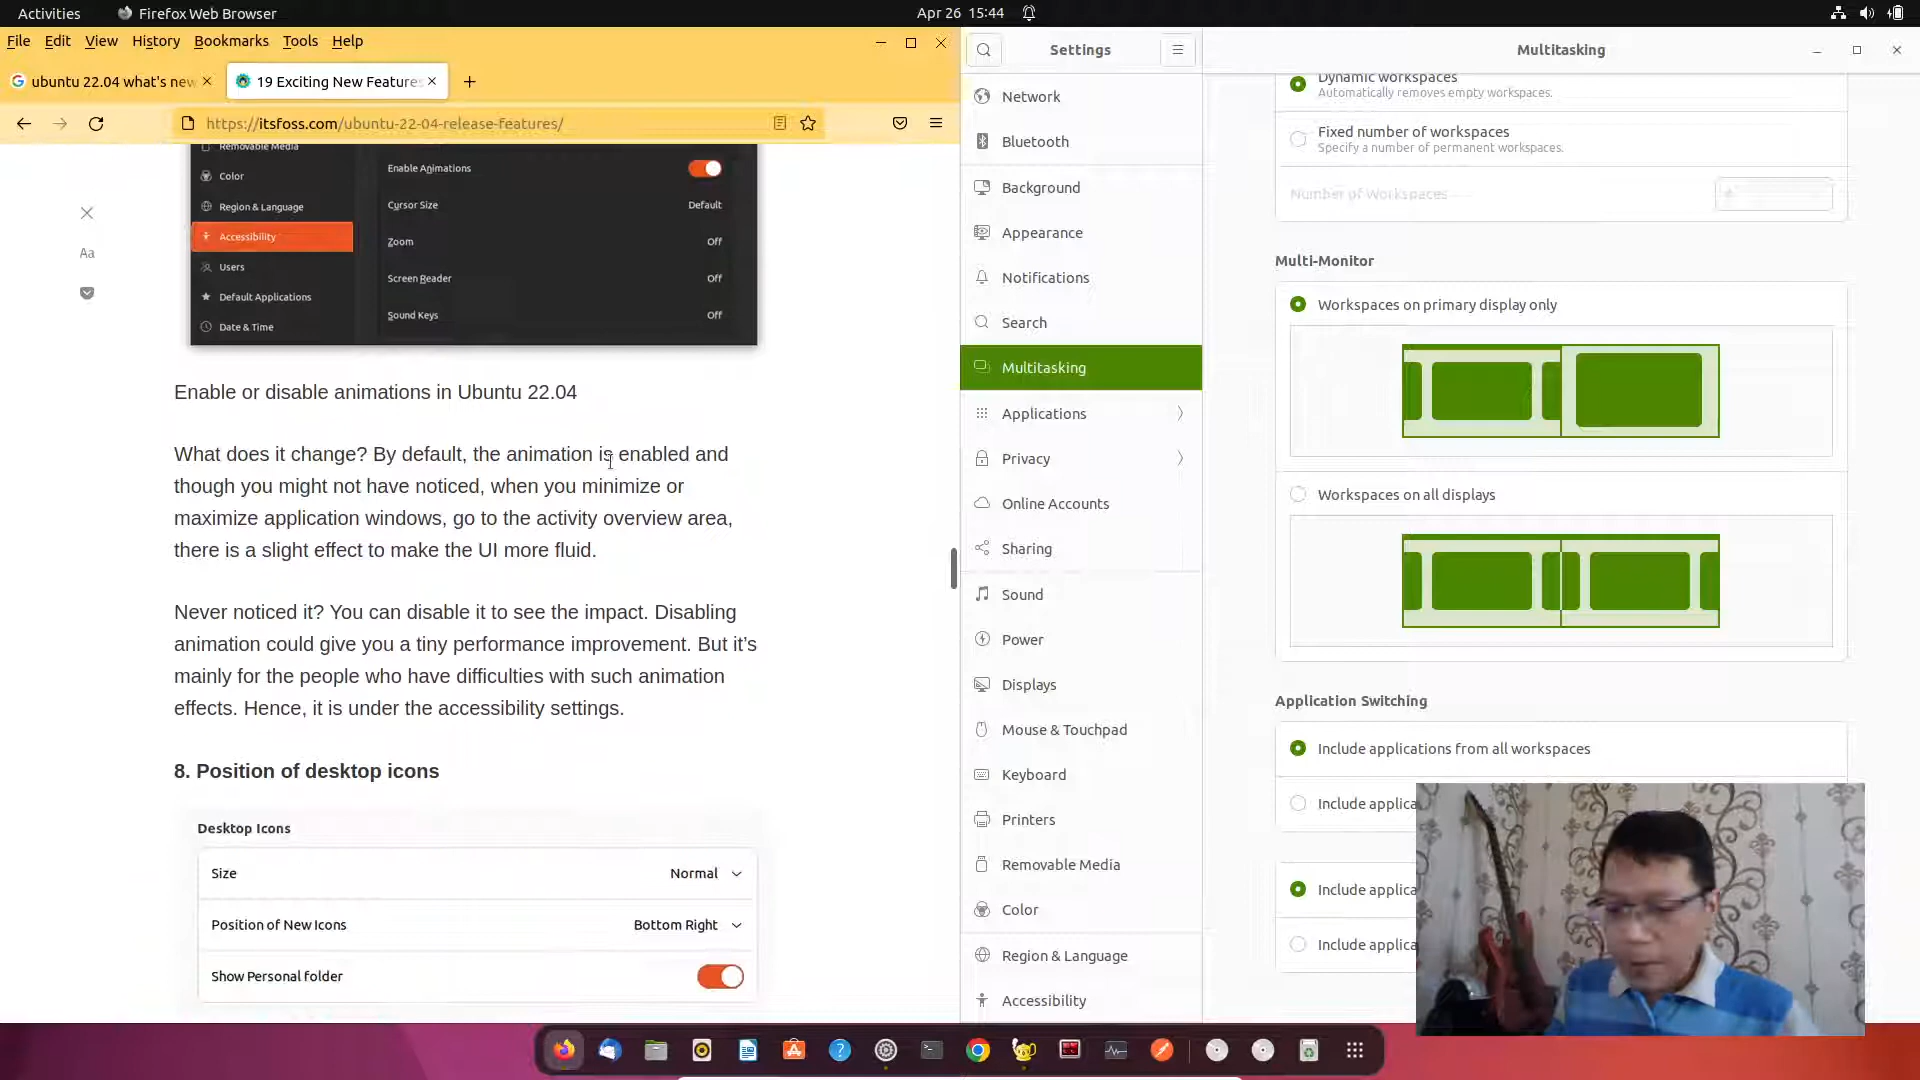 Activities
Firefox Web Browser
Apr 26 15:44
File Edit View History Bookmarks Tools Help
ubuntu 22.04 what's new
19 Exciting New Features
https://itsfoss.com/ubuntu-22-04-release-features/
Removable Media
Color
Region & Language
Accessibility
Users
Default Applications
Date & Time
Enable Animations
Cursor Size Default
Zoom Off
Screen Reader Off
Sound Keys Off
Aa
Enable or disable animations in Ubuntu 22.04
What does it change? By default, the animation is enabled and
though you might not have noticed, when you minimize or
maximize application windows, go to the activity overview area,
there is a slight effect to make the UI more fluid.
Never noticed it? You can disable it to see the impact. Disabling
animation could give you a tiny performance improvement. But it’s
mainly for the people who have difficulties with such animation
effects. Hence, it is under the accessibility settings.
8. Position of desktop icons
Desktop Icons
Size Normal
Position of New Icons Bottom Right
Show Personal folder
Settings
Network
Bluetooth
Background
Appearance
Notifications
Search
Multitasking
Applications
Privacy
Online Accounts
Sharing
Sound
Power
Displays
Mouse & Touchpad
Keyboard
Printers
Removable Media
Color
Region & Language
Accessibility
Multitasking
Dynamic workspaces
Automatically removes empty workspaces.
Fixed number of workspaces
Specify a number of permanent workspaces.
Number of Workspaces
Multi-Monitor
Workspaces on primary display only
Workspaces on all displays
Application Switching
Include applications from all workspaces
Include applica
Include applica
Include applica